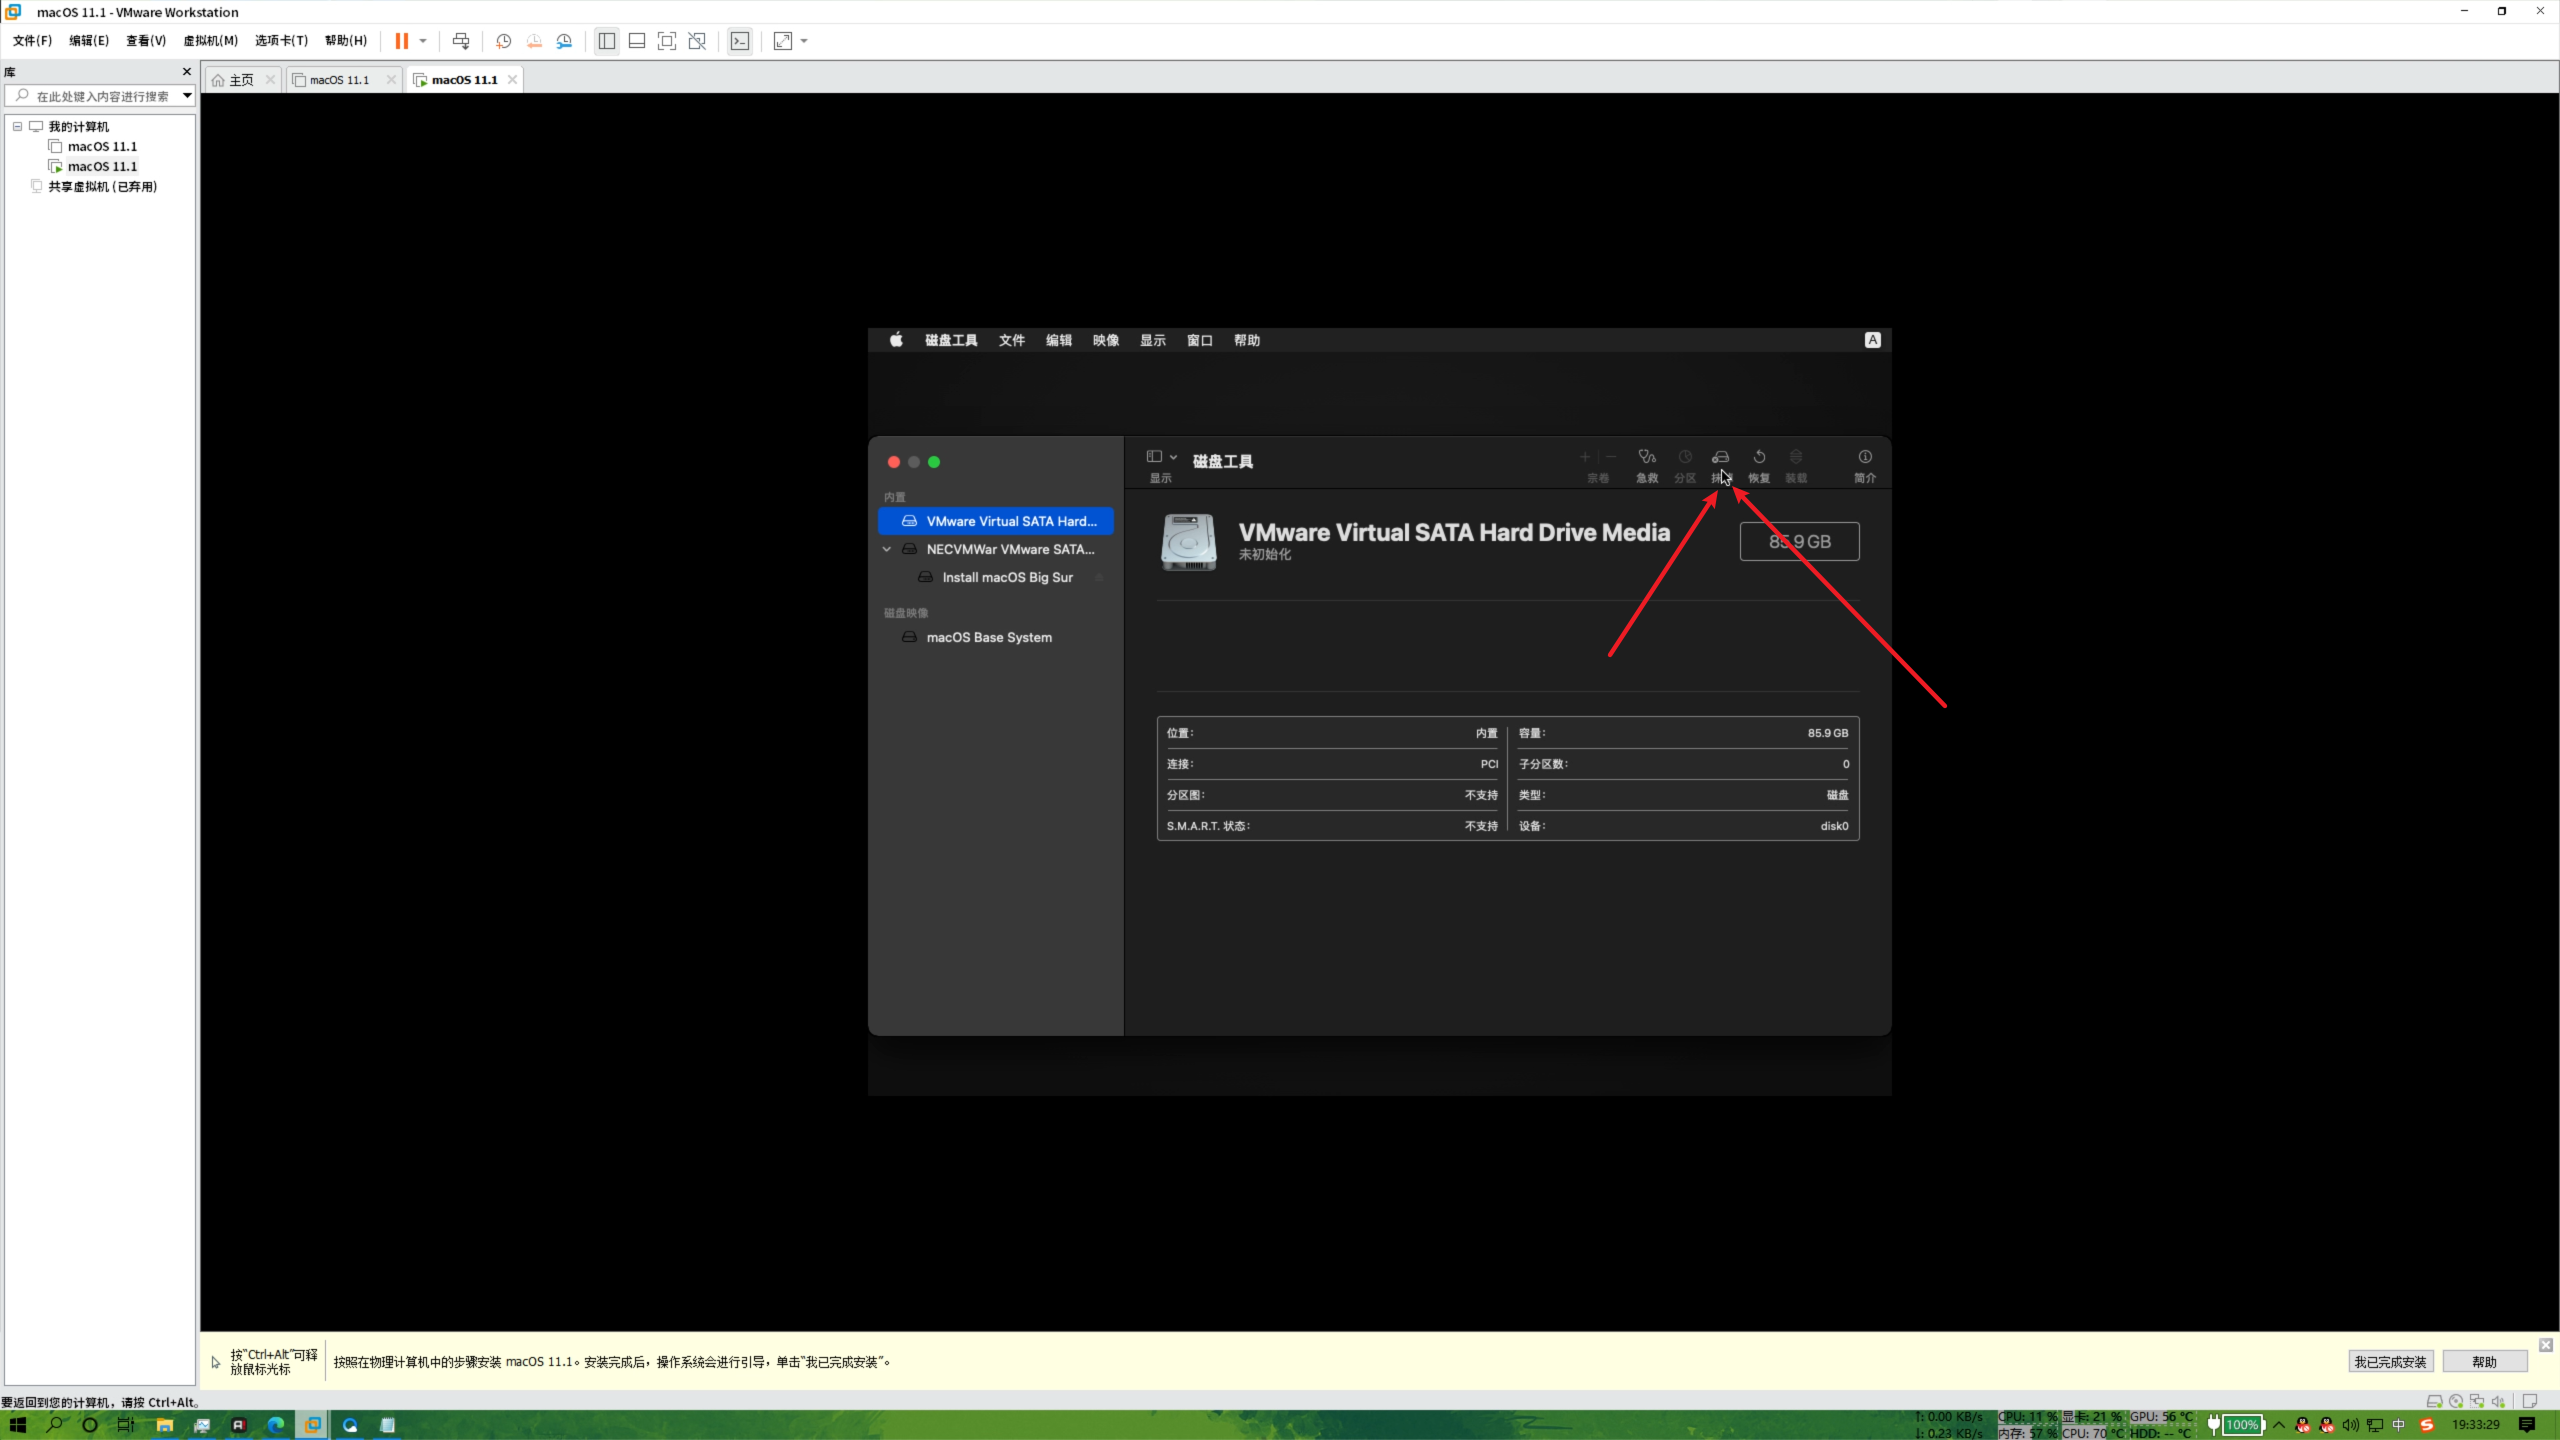 macOS 11.1 - VMware Workstation
文件(F) 编辑(E) 查看(V) 虚拟机(M) 选项卡(T) 帮助(H)
库
主页 macOS 11.1 macOS 11.1
在此处键入内容进行搜索
我的计算机
macOS 11.1
macOS 11.1
共享虚拟机 (已弃用)
磁盘工具 文件 编辑 映像 显示 窗口 帮助 A
显示 磁盘工具 宗卷 急救 分区 恢复 装载 简介
内置
VMware Virtual SATA Hard...
NECVMWar VMware SATA...
Install macOS Big Sur
磁盘映像
macOS Base System
VMware Virtual SATA Hard Drive Media
未初始化
85.9 GB
位置： 内置 容量： 85.9 GB
连接： PCI 子分区数： 0
分区图： 不支持 类型： 磁盘
S.M.A.R.T. 状态： 不支持 设备： disk0
按"Ctrl+Alt"可释
放鼠标光标
按照在物理计算机中的步骤安装 macOS 11.1。安装完成后，操作系统会进行引导，单击"我已完成安装"。
我已完成安装 帮助
要返回到您的计算机，请按 Ctrl+Alt。
↑: 0.00 KB/s CPU: 11 % 显卡: 21 % GPU: 56 ℃
↓: 0.23 KB/s 内存: 57 % CPU: 70 ℃ HDD: -- ℃
100% 中 19:33:29